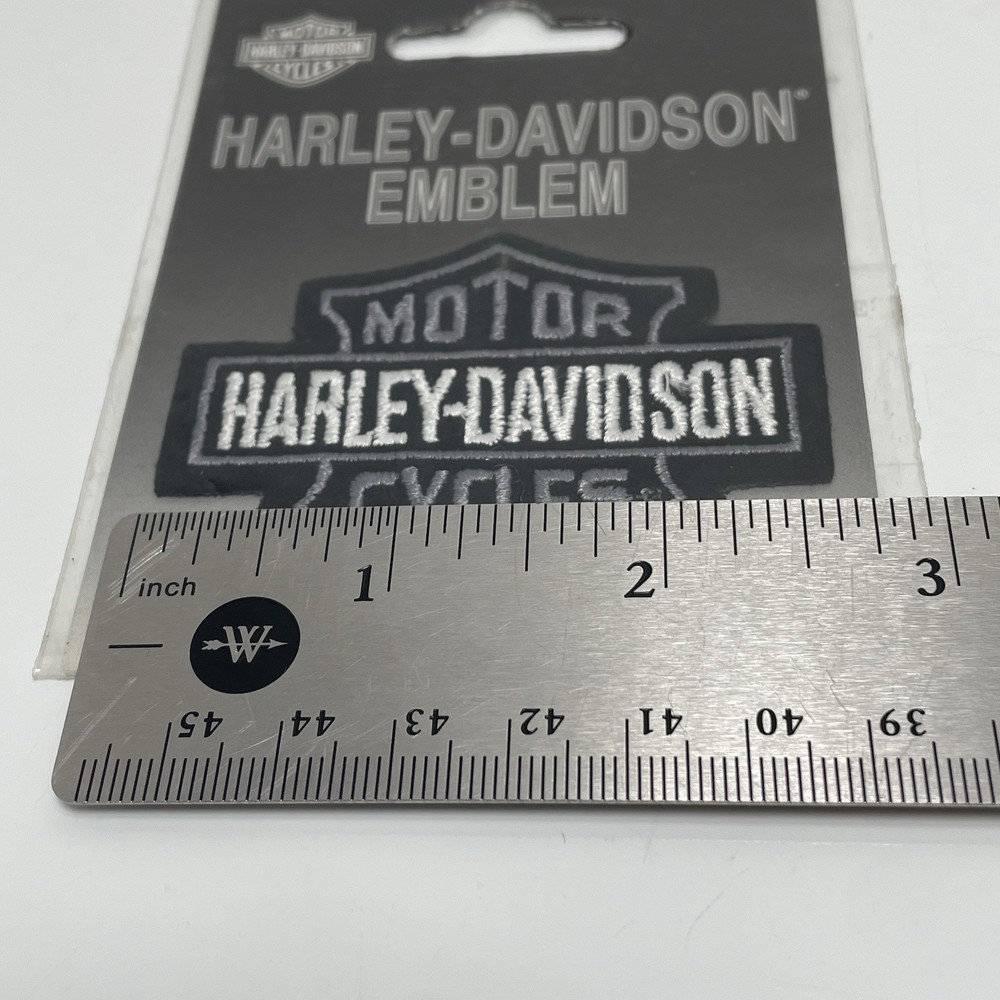 MOTOR
HARLEY-DAVIDSON
CYCLES
HARLEY-DAVIDSON®
EMBLEM
MOTOR
HARLEY-DAVIDSON
CYCLES
1 2 3
inch
W
45 44 43 42 41 40 39